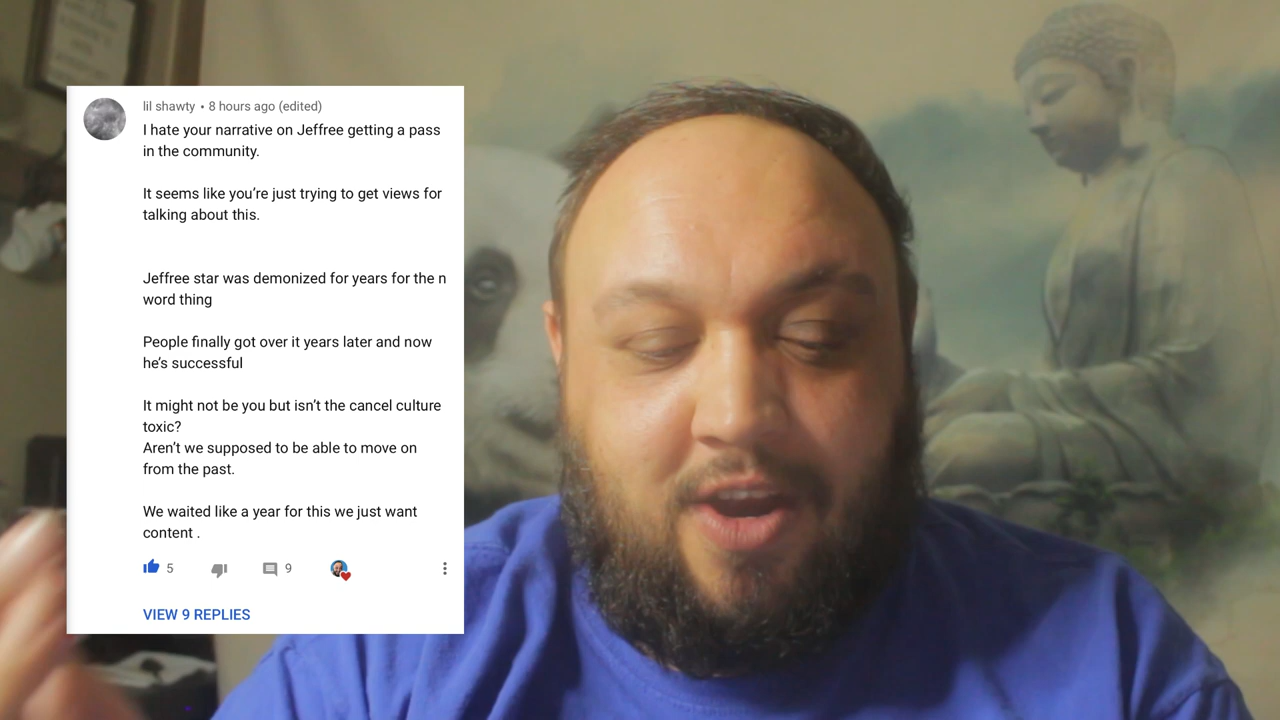 lil shawty • 8 hours ago (edited)
I hate your narrative on Jeffree getting a pass
in the community.
It seems like you’re just trying to get views for
talking about this.
Jeffree star was demonized for years for the n
word thing
People finally got over it years later and now
he’s successful
It might not be you but isn’t the cancel culture
toxic?
Aren’t we supposed to be able to move on
from the past.
We waited like a year for this we just want
content .
5
9
VIEW 9 REPLIES